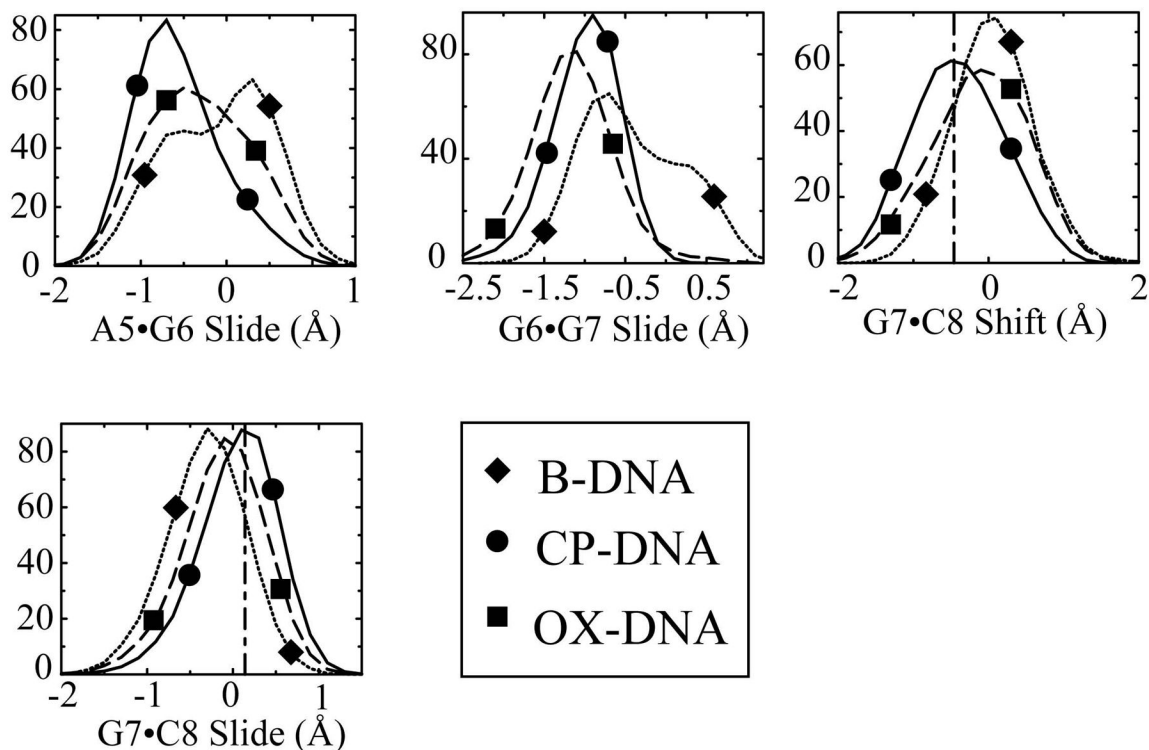 80
60
40
20
0
-2 -1 0 1
A5•G6 Slide (Å)
80
40
0
-2.5 -1.5 -0.5 0.5
G6•G7 Slide (Å)
60
40
20
0
-2 0 2
G7•C8 Shift (Å)
80
60
40
20
0
-2 -1 0 1
G7•C8 Slide (Å)
B-DNA
CP-DNA
OX-DNA